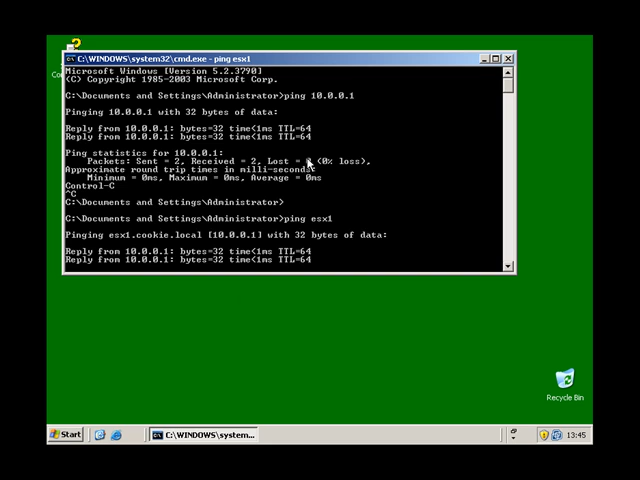 C:\WINDOWS\system32\cmd.exe - ping esx1
Microsoft Windows [Version 5.2.3790]
(C) Copyright 1985-2003 Microsoft Corp.
C:\Documents and Settings\Administrator>ping 10.0.0.1
Pinging 10.0.0.1 with 32 bytes of data:
Reply from 10.0.0.1: bytes=32 time<1ms TTL=64
Reply from 10.0.0.1: bytes=32 time<1ms TTL=64
Ping statistics for 10.0.0.1:
Packets: Sent = 2, Received = 2, Lost = 0 (0% loss),
Approximate round trip times in milli-seconds:
Minimum = 0ms, Maximum = 0ms, Average = 0ms
Control-C
^C
C:\Documents and Settings\Administrator>
C:\Documents and Settings\Administrator>ping esx1
Pinging esx1.cookie.local [10.0.0.1] with 32 bytes of data:
Reply from 10.0.0.1: bytes=32 time<1ms TTL=64
Reply from 10.0.0.1: bytes=32 time<1ms TTL=64
Recycle Bin
Start
C:\WINDOWS\system...
13:45